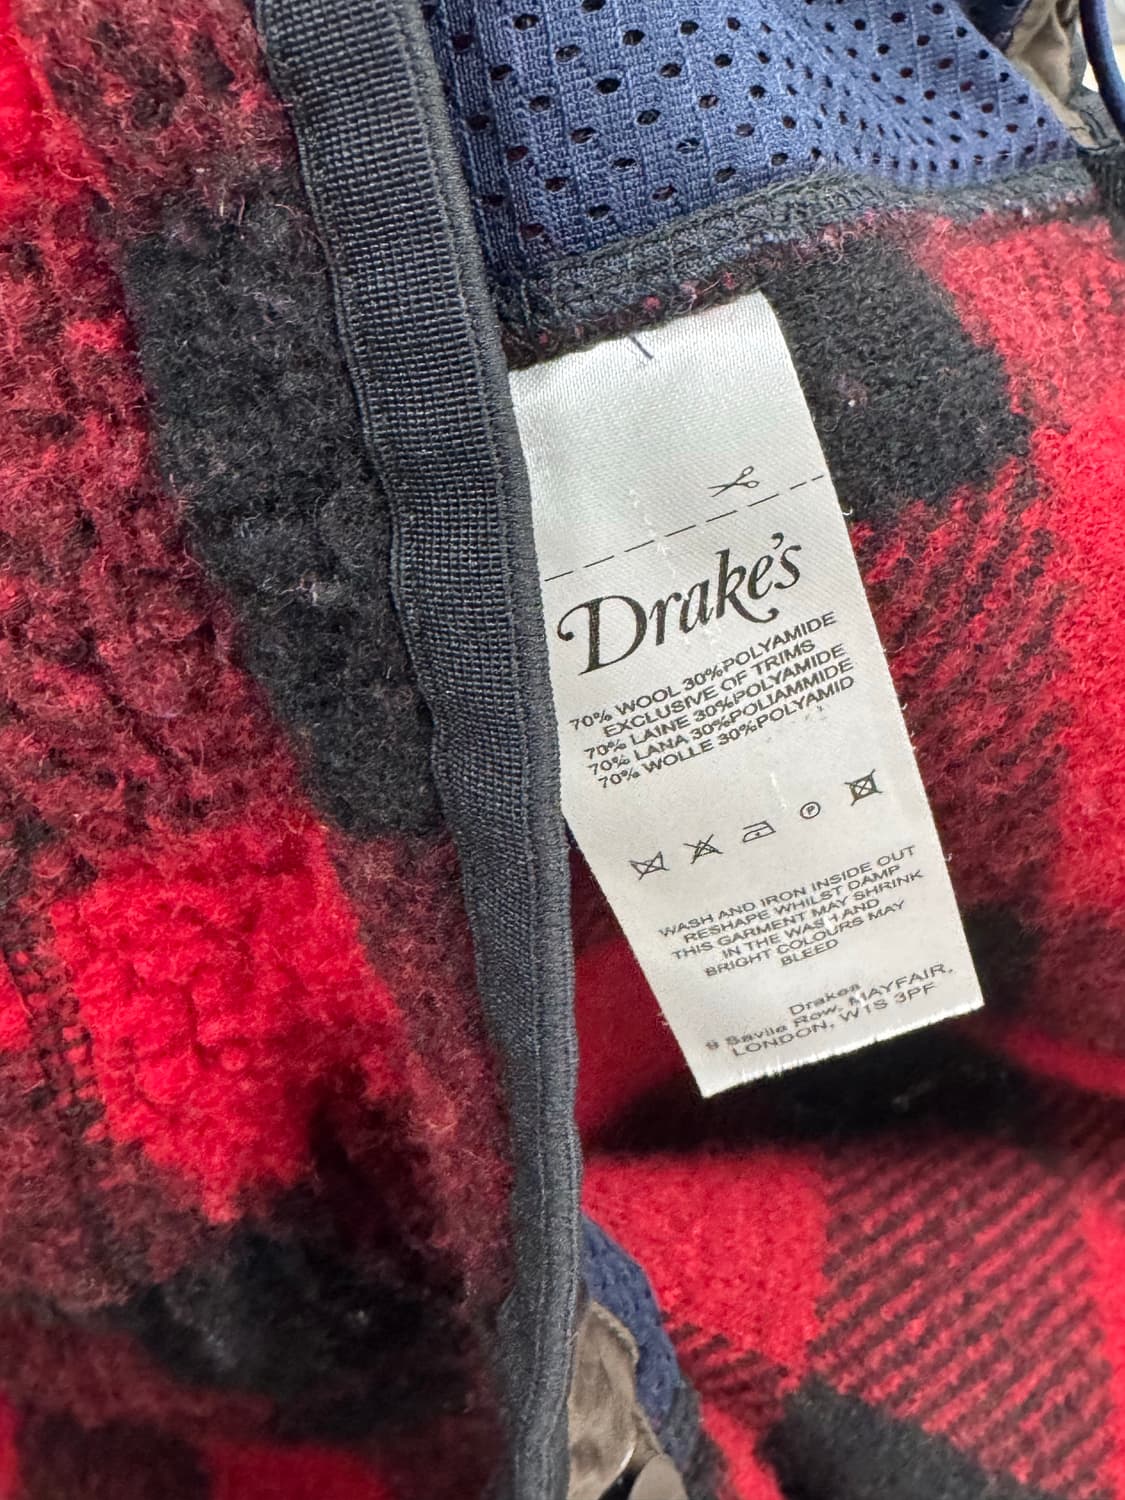 Drake's
70% WOOL 30%POLYAMIDE
EXCLUSIVE OF TRIMS
70% LAINE 30%POLYAMIDE
70% LANA 30%POLIAMMIDE
70% WOLLE 30%POLYAMID
P
WASH AND IRON INSIDE OUT
RESHAPE WHILST DAMP
THIS GARMENT MAY SHRINK
IN THE WASH AND
BRIGHT COLOURS MAY
BLEED
Drakes
9 Savile Row, MAYFAIR,
LONDON, W1S 3PF